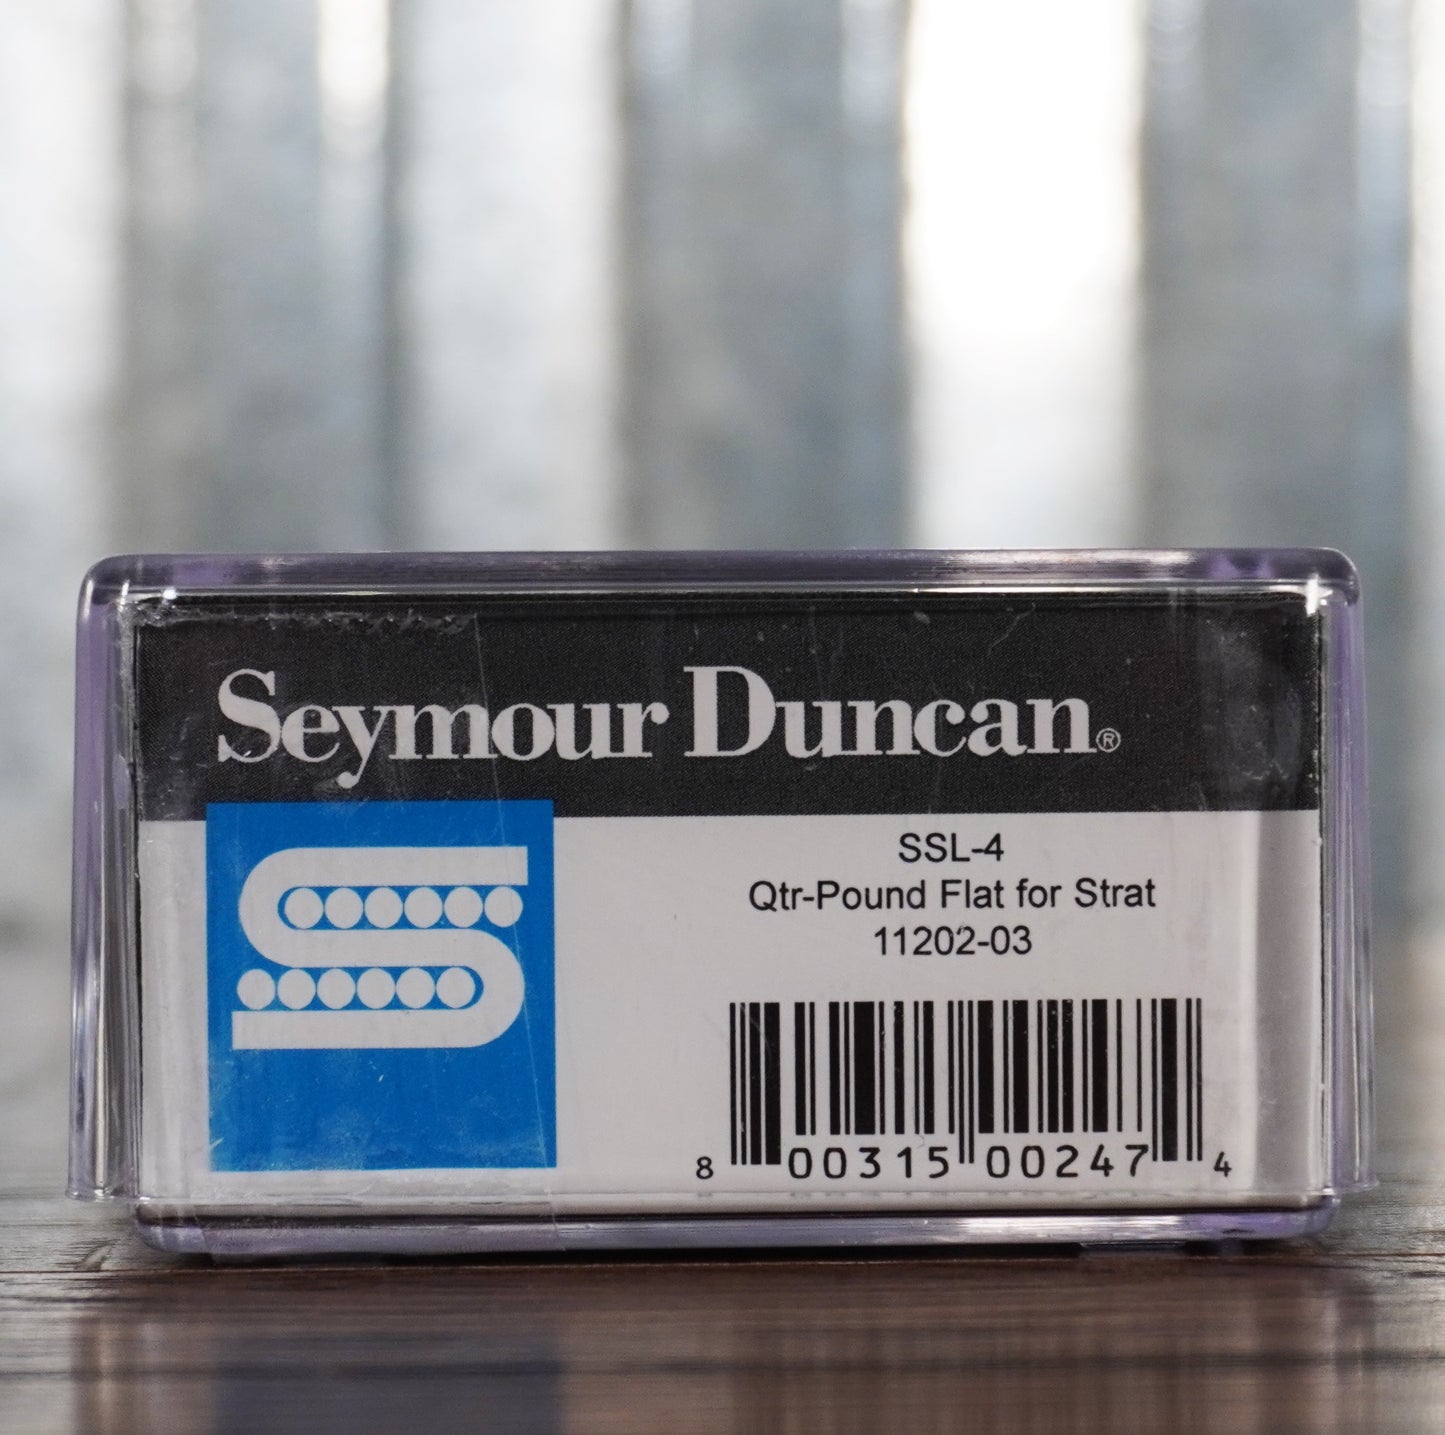 Seymour Duncan®
SSL-4
Qtr-Pound Flat for Strat
11202-03
8 00315 00247 4